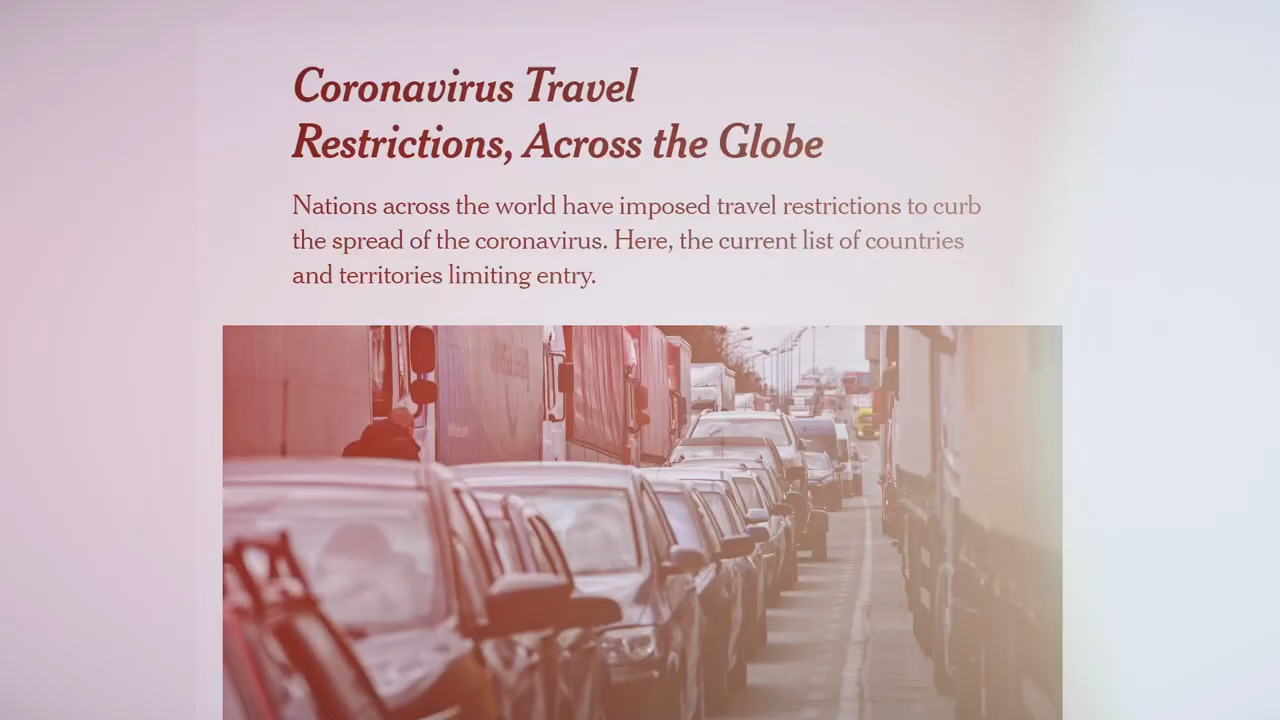 Coronavirus Travel
Restrictions, Across the Globe
Nations across the world have imposed travel restrictions to curb
the spread of the coronavirus. Here, the current list of countries
and territories limiting entry.